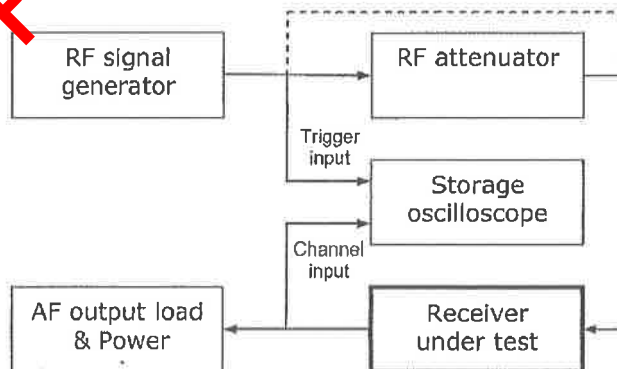 RF signal
generator
RF attenuator
Trigger
input
Storage
oscilloscope
Channel
input
AF output load
& Power
Receiver
under test